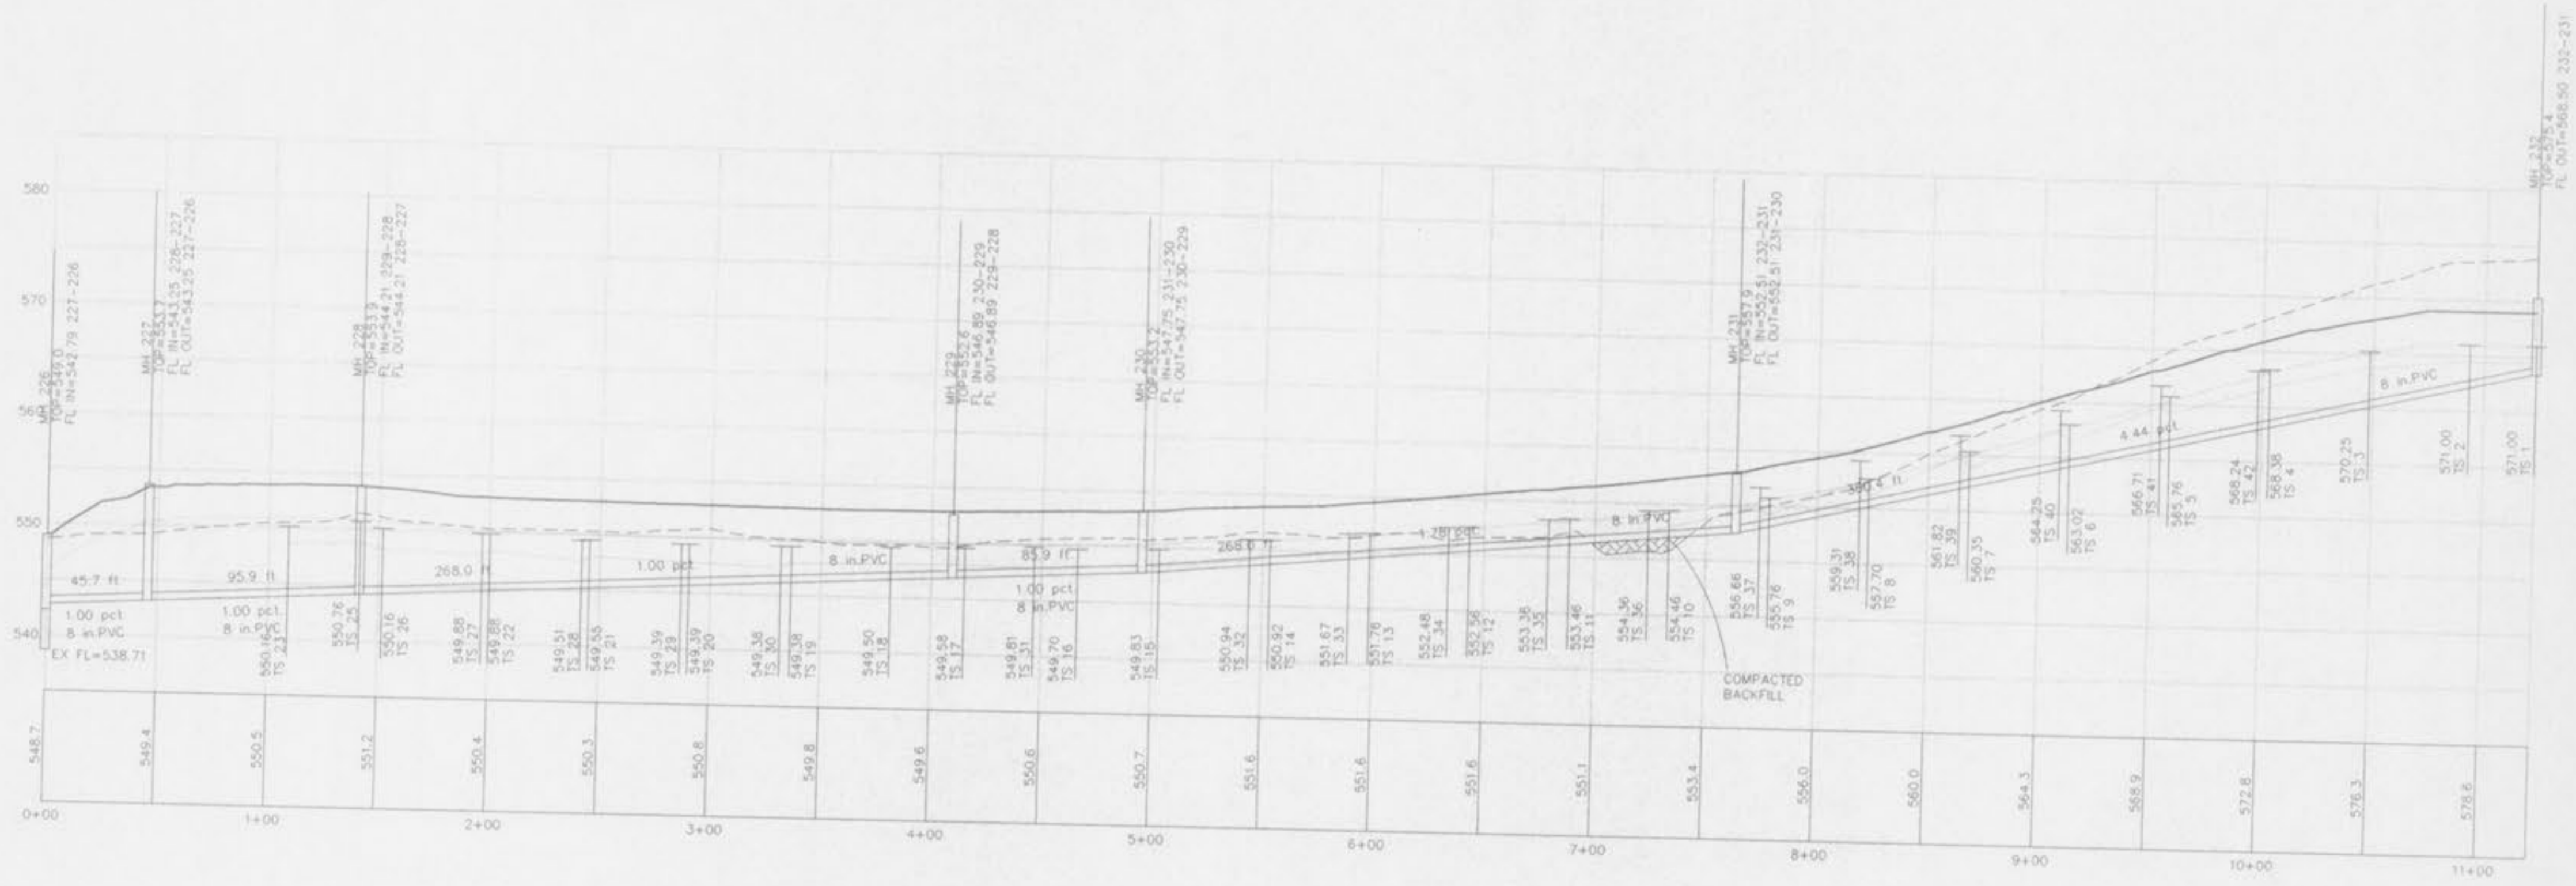 580
570
560
550
540
MH 226
TOP=549.0
FL IN=542.79 227-226
MH 227
TOP=553.7
FL IN=543.25 228-227
FL OUT=543.25 227-226
MH 228
TOP=553.9
FL IN=544.21 229-228
FL OUT=544.21 228-227
MH 229
TOP=552.6
FL IN=546.89 230-229
FL OUT=546.89 229-228
MH 230
TOP=553.2
FL IN=547.75 231-230
FL OUT=547.75 230-229
MH 231
TOP=557.9
FL IN=552.51 232-231
FL OUT=552.51 231-230
MH 232
TOP=575.4
FL OUT=568.50 232-231
45.7 ft
1.00 pct
8 in.PVC
EX FL=538.71
95.9 ft
1.00 pct
8 in.PVC
268.0 ft
1.00 pct
8 in.PVC
85.9 ft
1.00 pct
8 in.PVC
268.0 ft
1.78 pct
8 in.PVC
360.4 ft
4.44 pct
8 in.PVC
550.16
TS 23
550.76
TS 25
550.16
TS 26
549.88
TS 27
549.88
TS 22
549.51
TS 28
549.55
TS 21
549.39
TS 29
549.39
TS 20
549.38
TS 30
549.38
TS 19
549.50
TS 18
549.58
TS 17
549.81
TS 31
549.70
TS 16
549.83
TS 15
550.94
TS 32
550.92
TS 14
551.67
TS 33
551.76
TS 13
552.48
TS 34
552.56
TS 12
553.36
TS 35
553.46
TS 11
554.36
TS 36
554.46
TS 10
556.66
TS 37
555.76
TS 9
559.31
TS 38
557.70
TS 8
561.82
TS 39
560.35
TS 7
564.25
TS 40
563.02
TS 6
566.71
TS 41
565.76
TS 5
568.24
TS 42
568.38
TS 4
570.25
TS 3
571.00
TS 2
571.00
TS 1
COMPACTED
BACKFILL
548.7
549.4
550.5
551.2
550.4
550.3
550.8
549.8
549.6
550.6
550.7
551.6
551.6
551.6
551.1
553.4
556.0
560.0
564.3
568.9
572.8
576.3
578.6
0+00
1+00
2+00
3+00
4+00
5+00
6+00
7+00
8+00
9+00
10+00
11+00